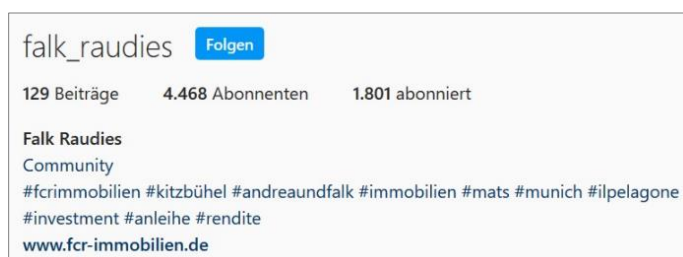 falk_raudies Folgen
129 Beiträge 4.468 Abonnenten 1.801 abonniert
Falk Raudies
Community
#fcrimmobilien #kitzbühel #andreaundfalk #immobilien #mats #munich #ilpelagone
#investment #anleihe #rendite
www.fcr-immobilien.de